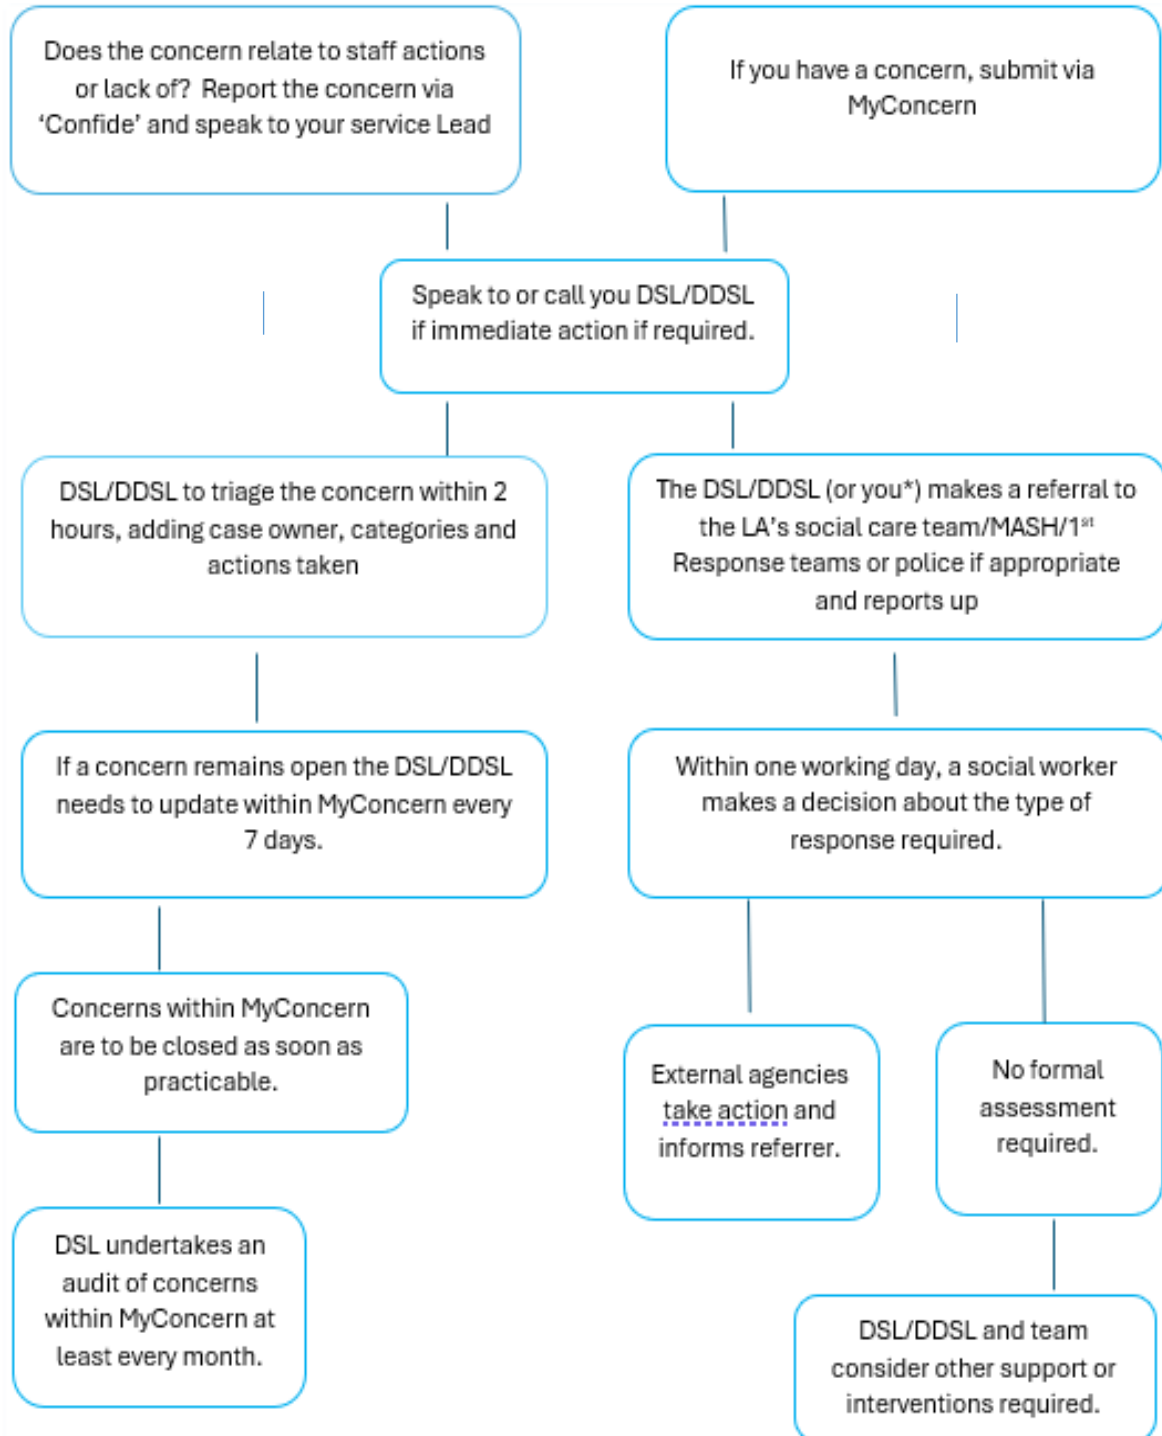 Does the concern relate to staff actions
or lack of? Report the concern via
‘Confide’ and speak to your service Lead
If you have a concern, submit via
MyConcern
Speak to or call you DSL/DDSL
if immediate action if required.
DSL/DDSL to triage the concern within 2
hours, adding case owner, categories and
actions taken
The DSL/DDSL (or you*) makes a referral to
the LA’s social care team/MASH/1st
Response teams or police if appropriate
and reports up
If a concern remains open the DSL/DDSL
needs to update within MyConcern every
7 days.
Within one working day, a social worker
makes a decision about the type of
response required.
Concerns within MyConcern
are to be closed as soon as
practicable.
External agencies
take action and
informs referrer.
No formal
assessment
required.
DSL undertakes an
audit of concerns
within MyConcern at
least every month.
DSL/DDSL and team
consider other support or
interventions required.